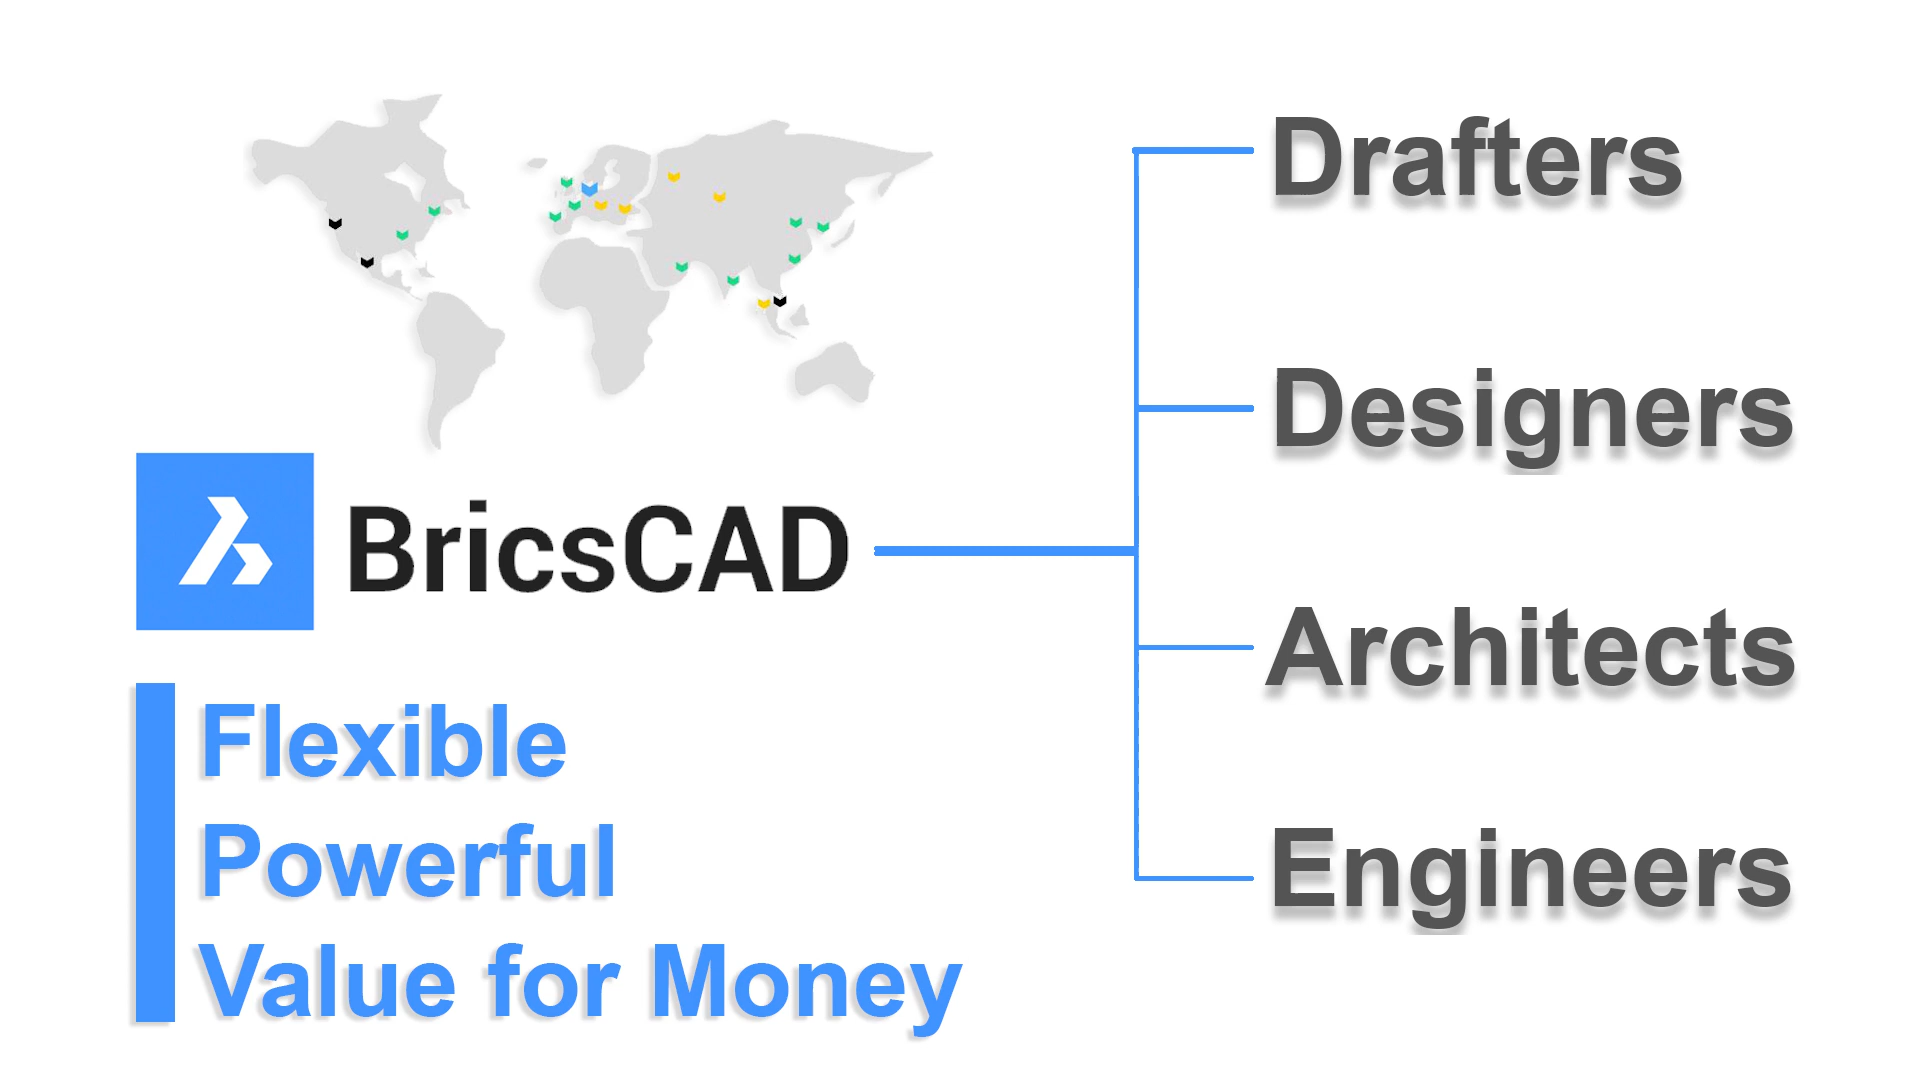 BricsCAD
Flexible
Powerful
Value for Money
Drafters
Designers
Architects
Engineers